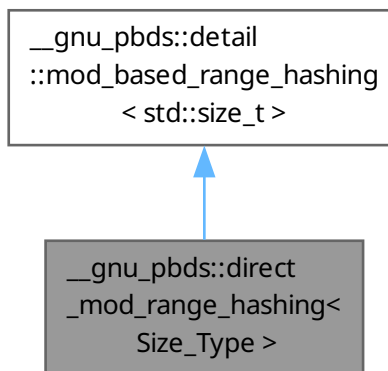 __gnu_pbds::detail
::mod_based_range_hashing
< std::size_t >
__gnu_pbds::direct
_mod_range_hashing<
Size_Type >